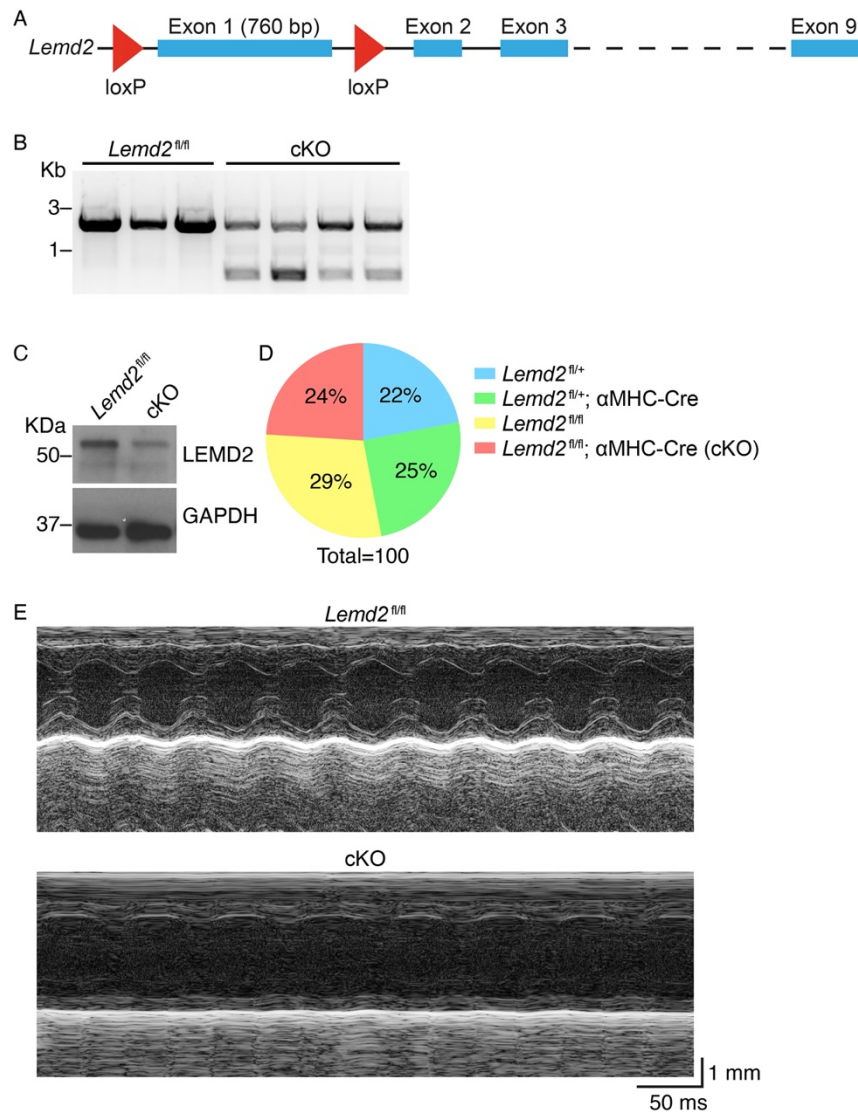 A
Exon 1 (760 bp) Exon 2 Exon 3 Exon 9
Lemd2
loxP loxP
B
Lemd2fl/fl cKO
Kb
3
1
C
Lemd2fl/fl cKO
KDa
50
LEMD2
37
GAPDH
D
24% 22%
29% 25%
Total=100
Lemd2fl/+
Lemd2fl/+; αMHC-Cre
Lemd2fl/fl
Lemd2fl/fl; αMHC-Cre (cKO)
E
Lemd2fl/fl
cKO
1 mm
50 ms